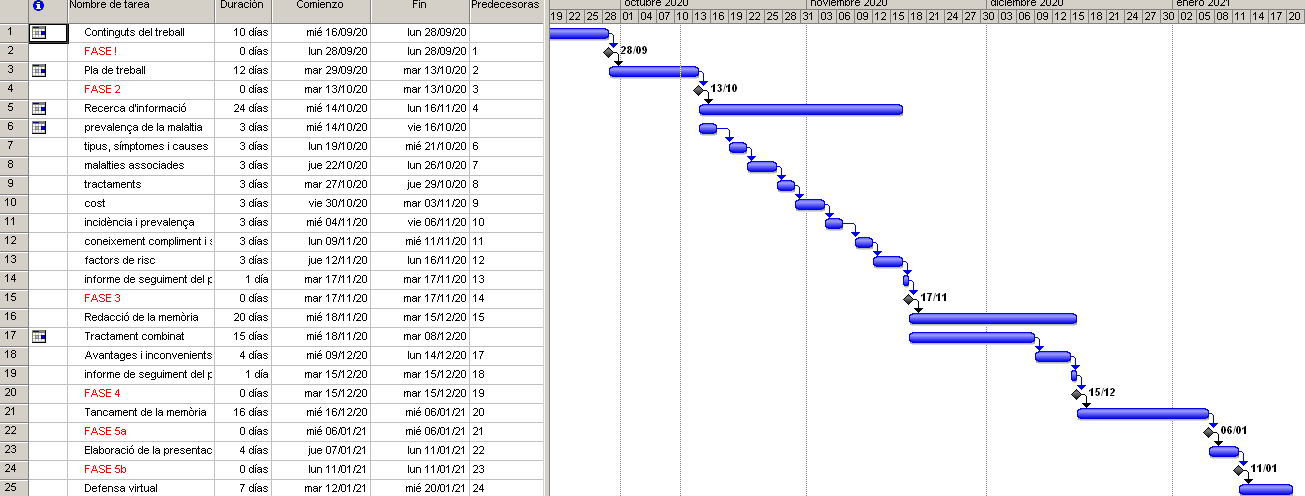 Nombre de tarea Duración Comienzo Fin Predecesoras octubre 2020 noviembre 2020 diciembre 2020 enero 2021
19 22 25 28 01 04 07 10 13 16 19 22 25 28 31 03 06 09 12 15 18 21 24 27 30 03 06 09 12 15 18 21 24 27 30 02 05 08 11 14 17 20
1 Continguts del treball 10 días mié 16/09/20 lun 28/09/20
2 FASE ! 0 días lun 28/09/20 lun 28/09/20 1 28/09
3 Pla de treball 12 días mar 29/09/20 mar 13/10/20 2
4 FASE 2 0 días mar 13/10/20 mar 13/10/20 3 13/10
5 Recerca d'informació 24 días mié 14/10/20 lun 16/11/20 4
6 prevalença de la malaltia 3 días mié 14/10/20 vie 16/10/20
7 tipus, símptomes i causes 3 días lun 19/10/20 mié 21/10/20 6
8 malalties associades 3 días jue 22/10/20 lun 26/10/20 7
9 tractaments 3 días mar 27/10/20 jue 29/10/20 8
10 cost 3 días vie 30/10/20 mar 03/11/20 9
11 incidència i prevalença 3 días mié 04/11/20 vie 06/11/20 10
12 coneixement compliment i s 3 días lun 09/11/20 mié 11/11/20 11
13 factors de risc 3 días jue 12/11/20 lun 16/11/20 12
14 informe de seguiment del p 1 día mar 17/11/20 mar 17/11/20 13
15 FASE 3 0 días mar 17/11/20 mar 17/11/20 14 17/11
16 Redacció de la memòria 20 días mié 18/11/20 mar 15/12/20 15
17 Tractament combinat 15 días mié 18/11/20 mar 08/12/20
18 Avantages i inconvenients 4 días mié 09/12/20 lun 14/12/20 17
19 informe de seguiment del p 1 día mar 15/12/20 mar 15/12/20 18
20 FASE 4 0 días mar 15/12/20 mar 15/12/20 19 15/12
21 Tancament de la memòria 16 días mié 16/12/20 mié 06/01/21 20
22 FASE 5a 0 días mié 06/01/21 mié 06/01/21 21 06/01
23 Elaboració de la presentac 4 días jue 07/01/21 lun 11/01/21 22
24 FASE 5b 0 días lun 11/01/21 lun 11/01/21 23 11/01
25 Defensa virtual 7 días mar 12/01/21 mié 20/01/21 24